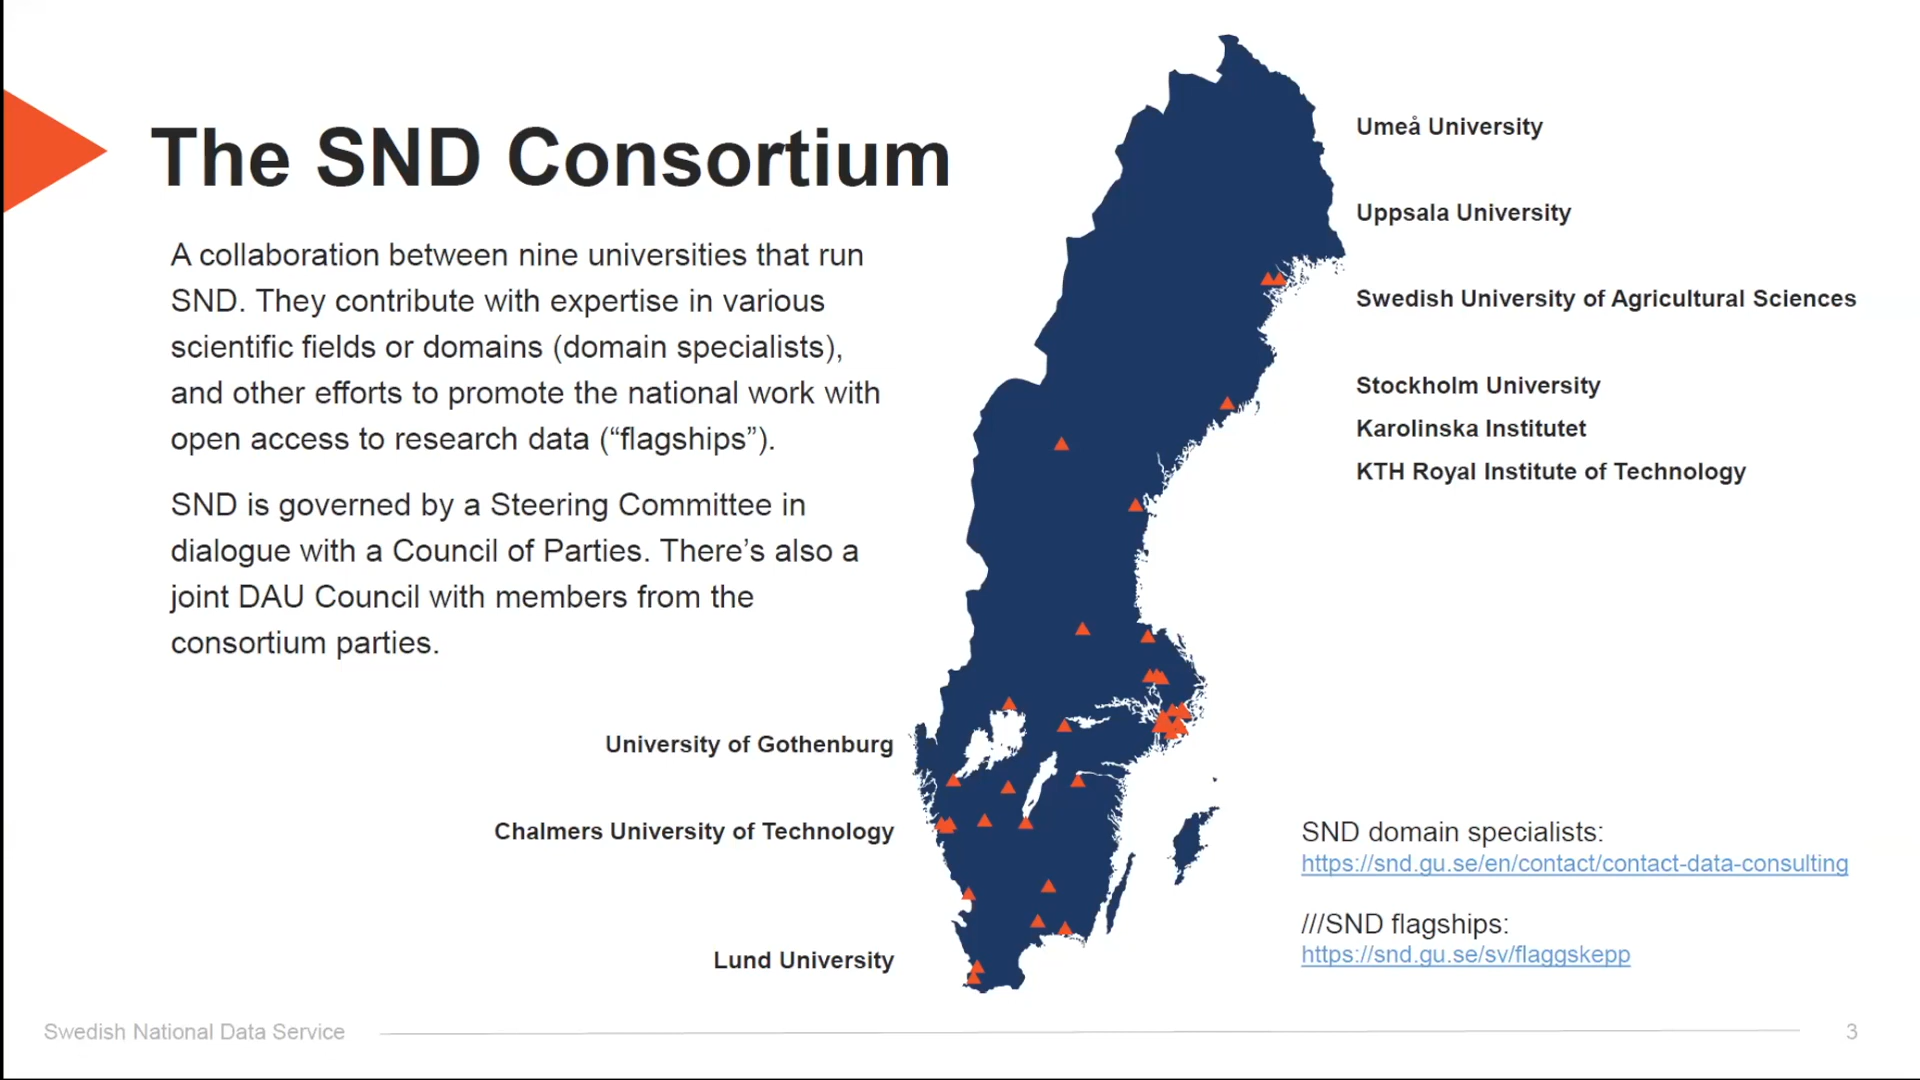 The SND Consortium
A collaboration between nine universities that run
SND. They contribute with expertise in various
scientific fields or domains (domain specialists),
and other efforts to promote the national work with
open access to research data (“flagships”).
SND is governed by a Steering Committee in
dialogue with a Council of Parties. There’s also a
joint DAU Council with members from the
consortium parties.
University of Gothenburg
Chalmers University of Technology
Lund University
Umeå University
Uppsala University
Swedish University of Agricultural Sciences
Stockholm University
Karolinska Institutet
KTH Royal Institute of Technology
SND domain specialists:
https://snd.gu.se/en/contact/contact-data-consulting
///SND flagships:
https://snd.gu.se/sv/flaggskepp
Swedish National Data Service
3